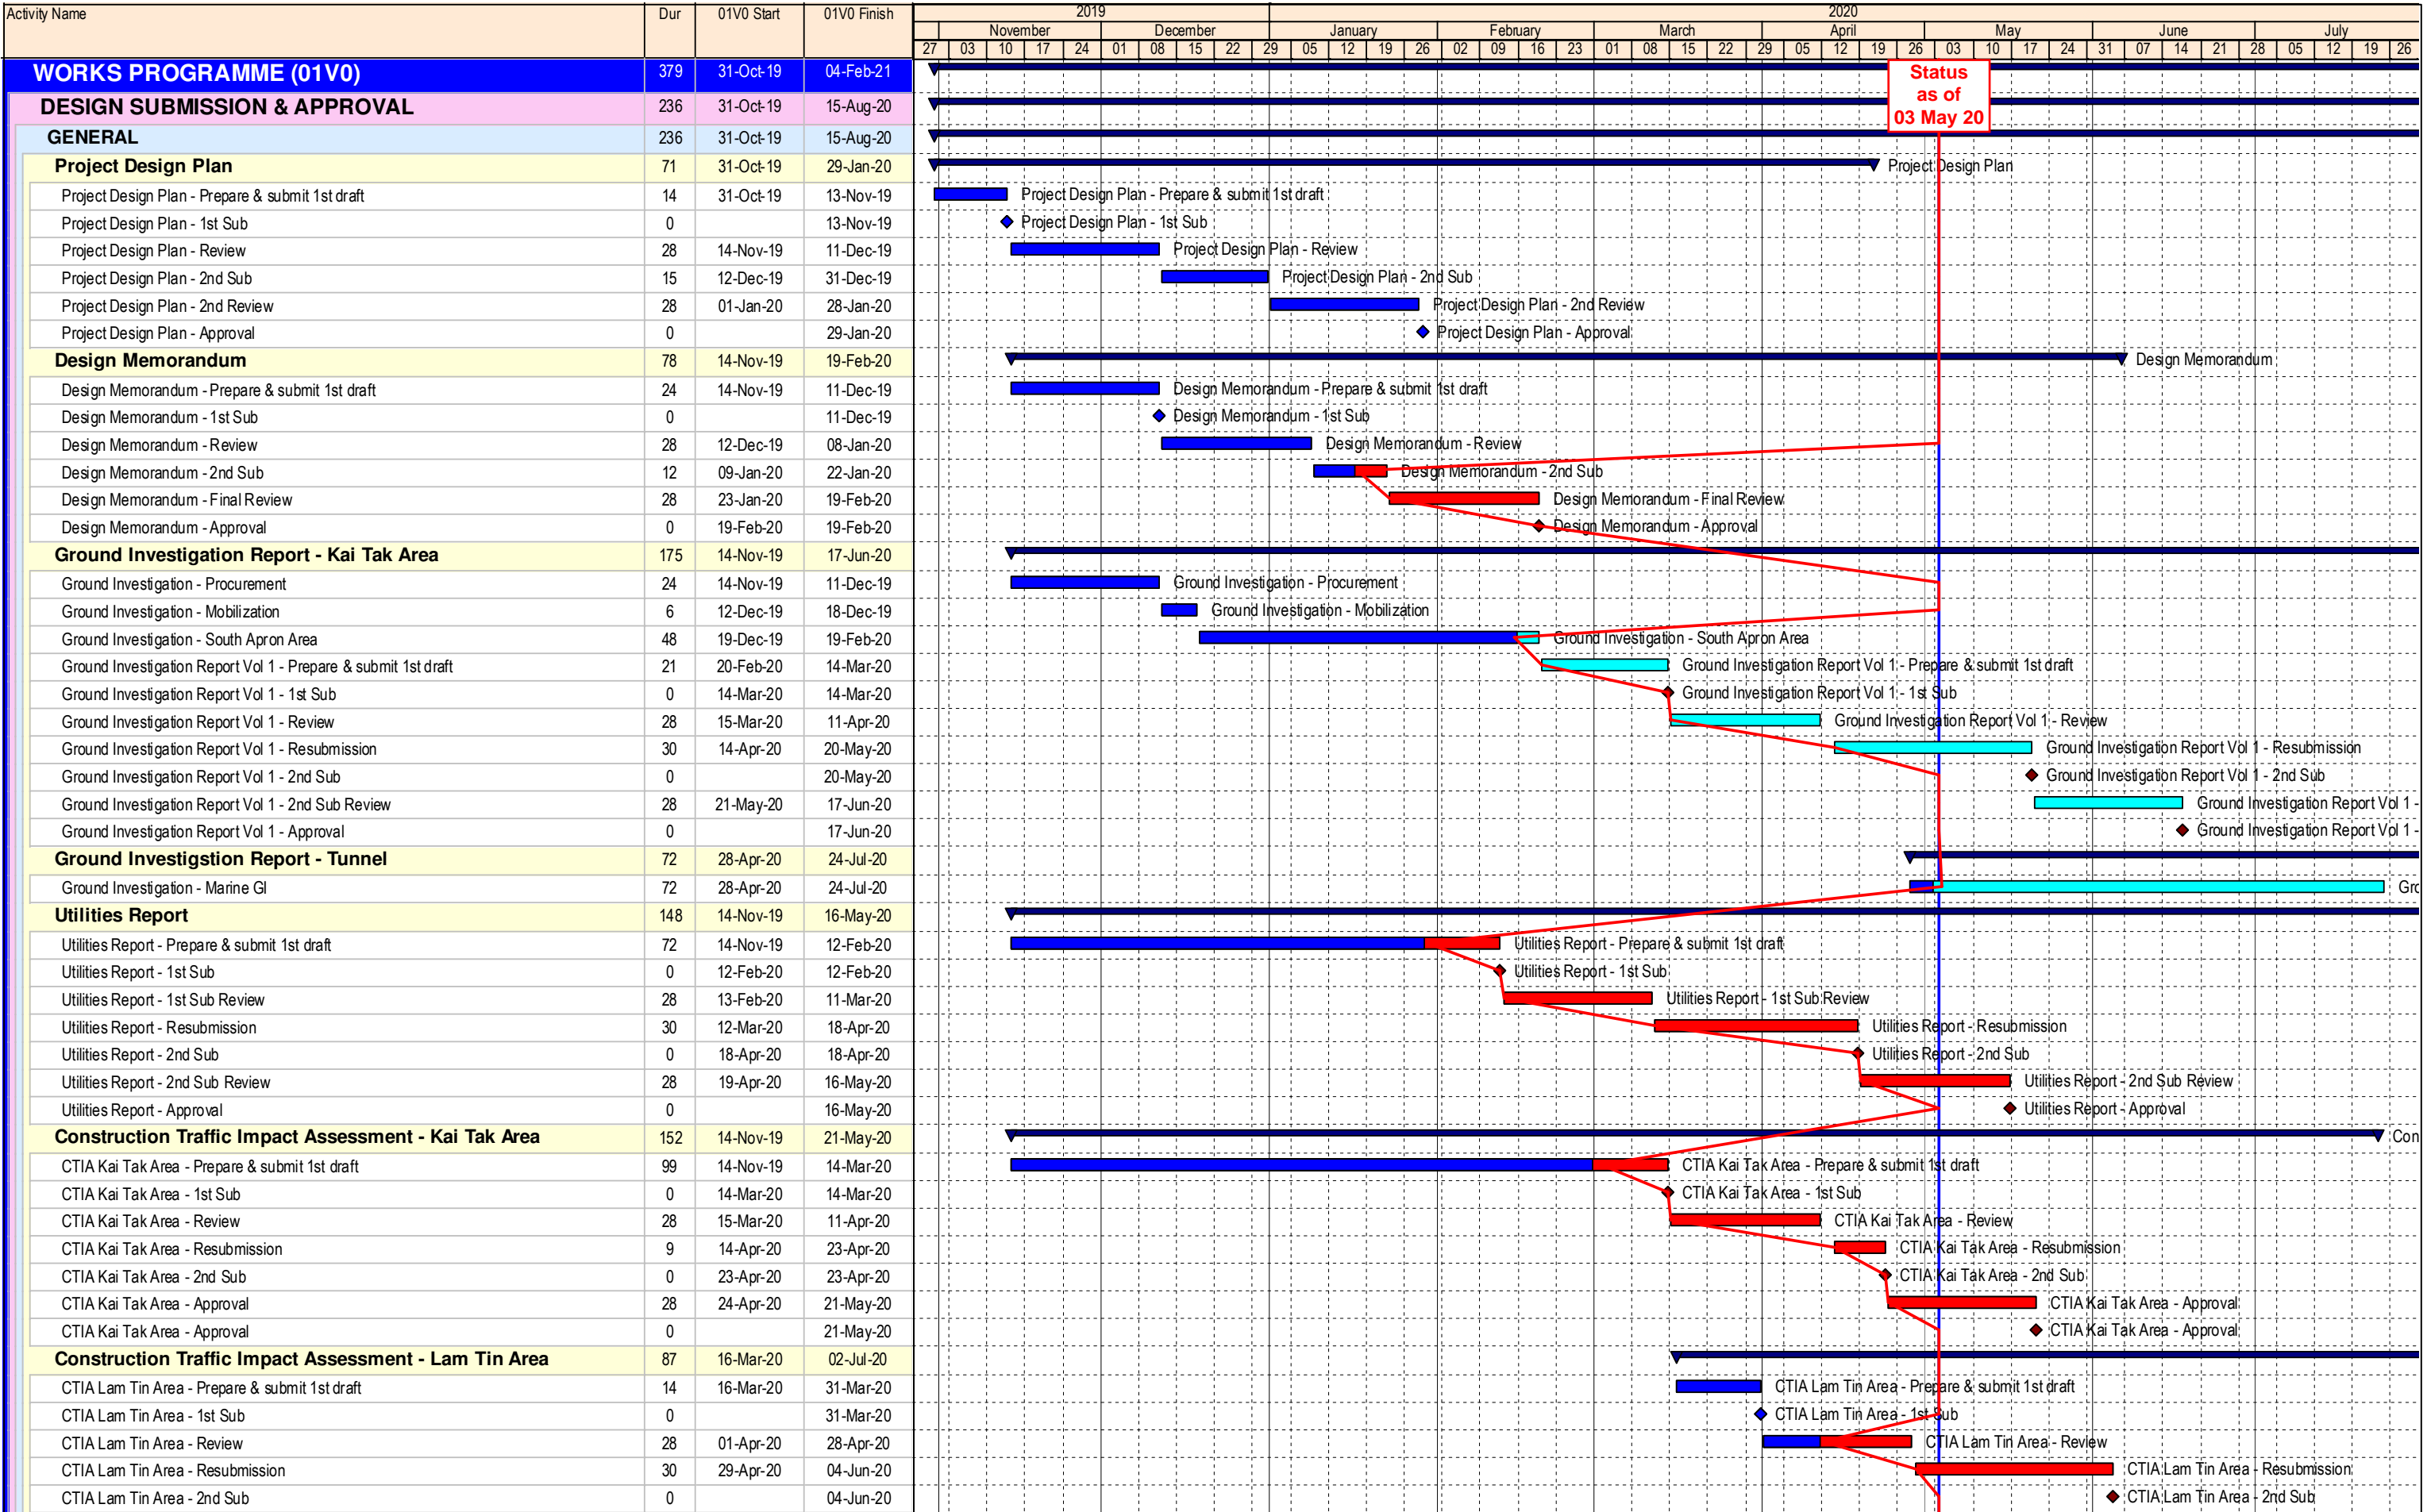 Activity Name Dur 01V0 Start 01V0 Finish 2019 2020
November December January February March April May June July
27 03 10 17 24 01 08 15 22 29 05 12 19 26 02 09 16 23 01 08 15 22 29 05 12 19 26 03 10 17 24 31 07 14 21 28 05 12 19 26
WORKS PROGRAMME (01V0) 379 31-Oct-19 04-Feb-21
Status
as of
03 May 20
DESIGN SUBMISSION & APPROVAL 236 31-Oct-19 15-Aug-20
GENERAL 236 31-Oct-19 15-Aug-20
Project Design Plan 71 31-Oct-19 29-Jan-20 Project Design Plan
Project Design Plan - Prepare & submit 1st draft 14 31-Oct-19 13-Nov-19 Project Design Plan - Prepare & submit 1st draft
Project Design Plan - 1st Sub 0 13-Nov-19 Project Design Plan - 1st Sub
Project Design Plan - Review 28 14-Nov-19 11-Dec-19 Project Design Plan - Review
Project Design Plan - 2nd Sub 15 12-Dec-19 31-Dec-19 Project Design Plan - 2nd Sub
Project Design Plan - 2nd Review 28 01-Jan-20 28-Jan-20 Project Design Plan - 2nd Review
Project Design Plan - Approval 0 29-Jan-20 Project Design Plan - Approval
Design Memorandum 78 14-Nov-19 19-Feb-20 Design Memorandum
Design Memorandum - Prepare & submit 1st draft 24 14-Nov-19 11-Dec-19 Design Memorandum - Prepare & submit 1st draft
Design Memorandum - 1st Sub 0 11-Dec-19 Design Memorandum - 1st Sub
Design Memorandum - Review 28 12-Dec-19 08-Jan-20 Design Memorandum - Review
Design Memorandum - 2nd Sub 12 09-Jan-20 22-Jan-20 Design Memorandum - 2nd Sub
Design Memorandum - Final Review 28 23-Jan-20 19-Feb-20 Design Memorandum - Final Review
Design Memorandum - Approval 0 19-Feb-20 19-Feb-20 Design Memorandum - Approval
Ground Investigation Report - Kai Tak Area 175 14-Nov-19 17-Jun-20
Ground Investigation - Procurement 24 14-Nov-19 11-Dec-19 Ground Investigation - Procurement
Ground Investigation - Mobilization 6 12-Dec-19 18-Dec-19 Ground Investigation - Mobilization
Ground Investigation - South Apron Area 48 19-Dec-19 19-Feb-20 Ground Investigation - South Apron Area
Ground Investigation Report Vol 1 - Prepare & submit 1st draft 21 20-Feb-20 14-Mar-20 Ground Investigation Report Vol 1 - Prepare & submit 1st draft
Ground Investigation Report Vol 1 - 1st Sub 0 14-Mar-20 14-Mar-20 Ground Investigation Report Vol 1 - 1st Sub
Ground Investigation Report Vol 1 - Review 28 15-Mar-20 11-Apr-20 Ground Investigation Report Vol 1 - Review
Ground Investigation Report Vol 1 - Resubmission 30 14-Apr-20 20-May-20 Ground Investigation Report Vol 1 - Resubmission
Ground Investigation Report Vol 1 - 2nd Sub 0 20-May-20 Ground Investigation Report Vol 1 - 2nd Sub
Ground Investigation Report Vol 1 - 2nd Sub Review 28 21-May-20 17-Jun-20 Ground Investigation Report Vol 1 -
Ground Investigation Report Vol 1 - Approval 0 17-Jun-20 Ground Investigation Report Vol 1 -
Ground Investigstion Report - Tunnel 72 28-Apr-20 24-Jul-20
Ground Investigation - Marine GI 72 28-Apr-20 24-Jul-20 Gro
Utilities Report 148 14-Nov-19 16-May-20
Utilities Report - Prepare & submit 1st draft 72 14-Nov-19 12-Feb-20 Utilities Report - Prepare & submit 1st draft
Utilities Report - 1st Sub 0 12-Feb-20 12-Feb-20 Utilities Report - 1st Sub
Utilities Report - 1st Sub Review 28 13-Feb-20 11-Mar-20 Utilities Report - 1st Sub Review
Utilities Report - Resubmission 30 12-Mar-20 18-Apr-20 Utilities Report - Resubmission
Utilities Report - 2nd Sub 0 18-Apr-20 18-Apr-20 Utilities Report - 2nd Sub
Utilities Report - 2nd Sub Review 28 19-Apr-20 16-May-20 Utilities Report - 2nd Sub Review
Utilities Report - Approval 0 16-May-20 Utilities Report - Approval
Construction Traffic Impact Assessment - Kai Tak Area 152 14-Nov-19 21-May-20 Con
CTIA Kai Tak Area - Prepare & submit 1st draft 99 14-Nov-19 14-Mar-20 CTIA Kai Tak Area - Prepare & submit 1st draft
CTIA Kai Tak Area - 1st Sub 0 14-Mar-20 14-Mar-20 CTIA Kai Tak Area - 1st Sub
CTIA Kai Tak Area - Review 28 15-Mar-20 11-Apr-20 CTIA Kai Tak Area - Review
CTIA Kai Tak Area - Resubmission 9 14-Apr-20 23-Apr-20 CTIA Kai Tak Area - Resubmission
CTIA Kai Tak Area - 2nd Sub 0 23-Apr-20 23-Apr-20 CTIA Kai Tak Area - 2nd Sub
CTIA Kai Tak Area - Approval 28 24-Apr-20 21-May-20 CTIA Kai Tak Area - Approval
CTIA Kai Tak Area - Approval 0 21-May-20 CTIA Kai Tak Area - Approval
Construction Traffic Impact Assessment - Lam Tin Area 87 16-Mar-20 02-Jul-20
CTIA Lam Tin Area - Prepare & submit 1st draft 14 16-Mar-20 31-Mar-20 CTIA Lam Tin Area - Prepare & submit 1st draft
CTIA Lam Tin Area - 1st Sub 0 31-Mar-20 CTIA Lam Tin Area - 1st Sub
CTIA Lam Tin Area - Review 28 01-Apr-20 28-Apr-20 CTIA Lam Tin Area - Review
CTIA Lam Tin Area - Resubmission 30 29-Apr-20 04-Jun-20 CTIA Lam Tin Area - Resubmission
CTIA Lam Tin Area - 2nd Sub 0 04-Jun-20 CTIA Lam Tin Area - 2nd Sub